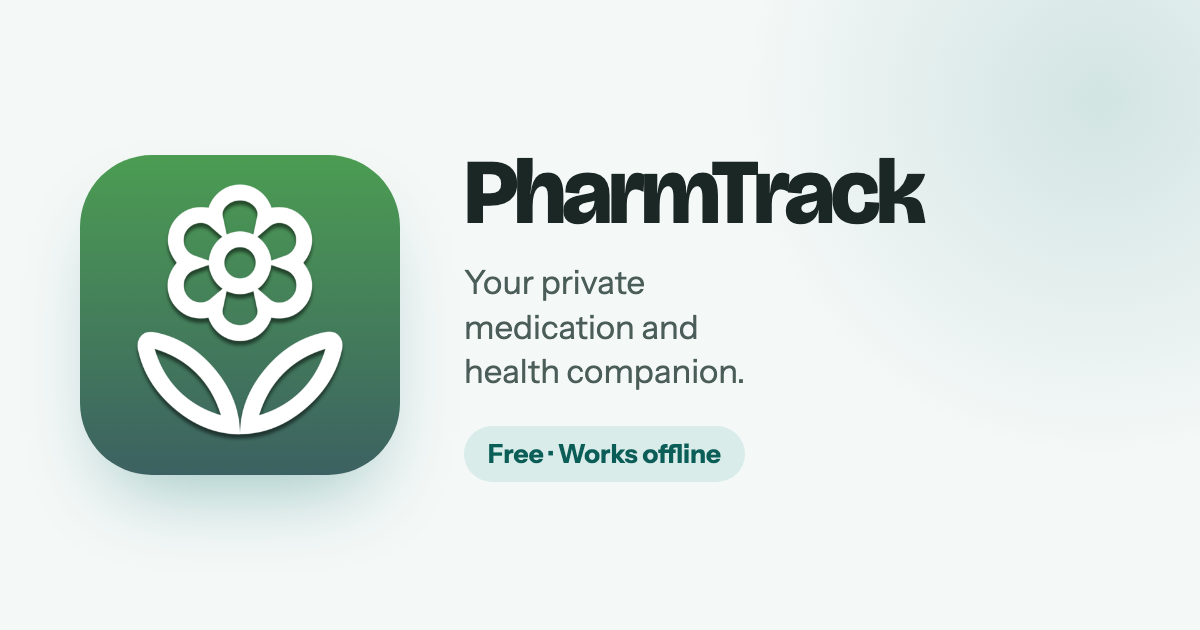 PharmTrack
Your private
medication and
health companion.
Free · Works offline